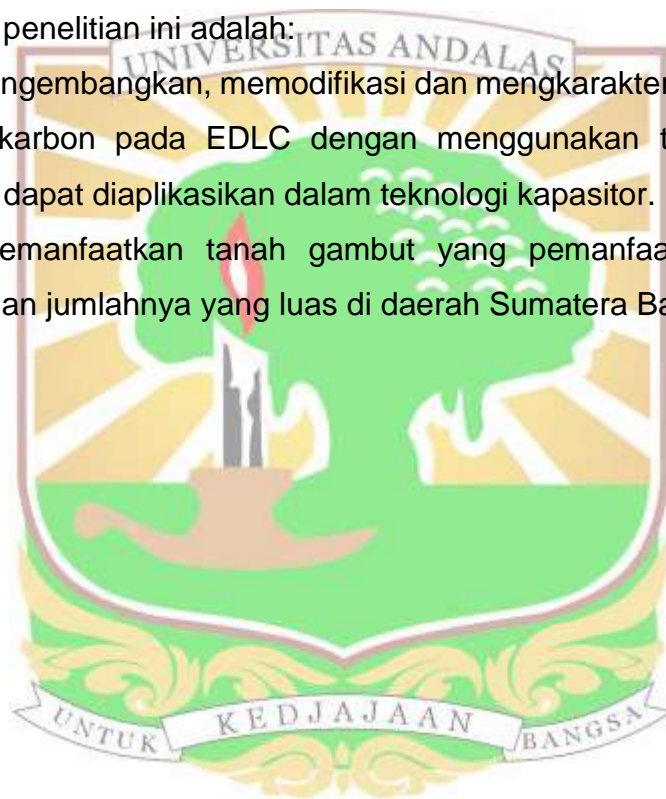 penelitian ini adalah:
UNIVERSITAS ANDALAS
ngembangkan, memodifikasi dan mengkarakter
karbon pada EDLC dengan menggunakan t
dapat diaplikasikan dalam teknologi kapasitor.
emanfaatkan tanah gambut yang pemanfaa
an jumlahnya yang luas di daerah Sumatera Ba
UNTUK KEDJAJAAN BANGSA